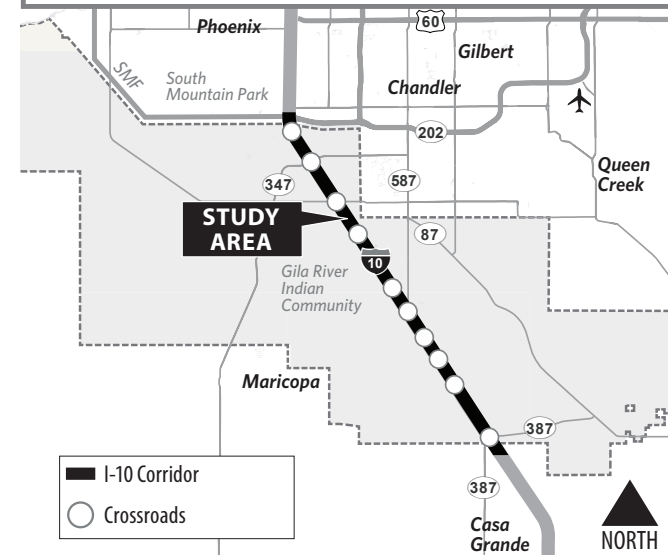 Phoenix
60
Gilbert
SMF
South
Mountain Park
Chandler
202
Queen
Creek
347
587
STUDY
AREA
87
10
Gila River
Indian
Community
Maricopa
387
I-10 Corridor
Crossroads
387
Casa
Grande
NORTH